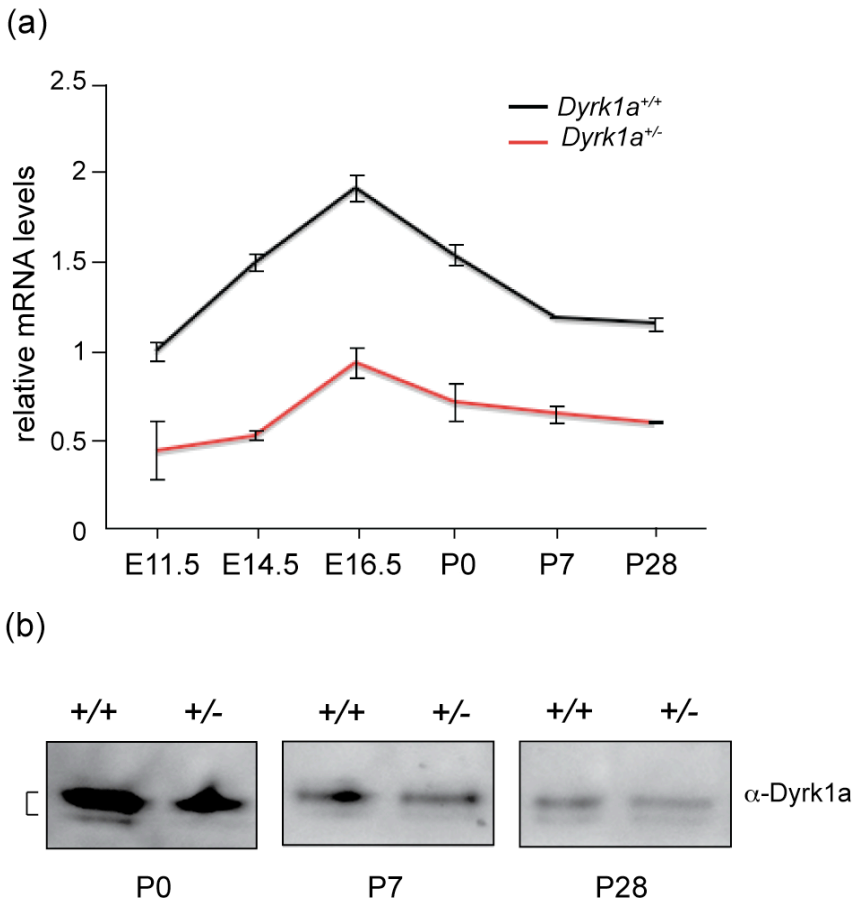 (a)
2.5
2
1.5
1
0.5
0
relative mRNA levels
Dyrk1a+/+
Dyrk1a+/-
E11.5 E14.5 E16.5 P0 P7 P28
(b)
+/+ +/- +/+ +/- +/+ +/-
α-Dyrk1a
P0 P7 P28